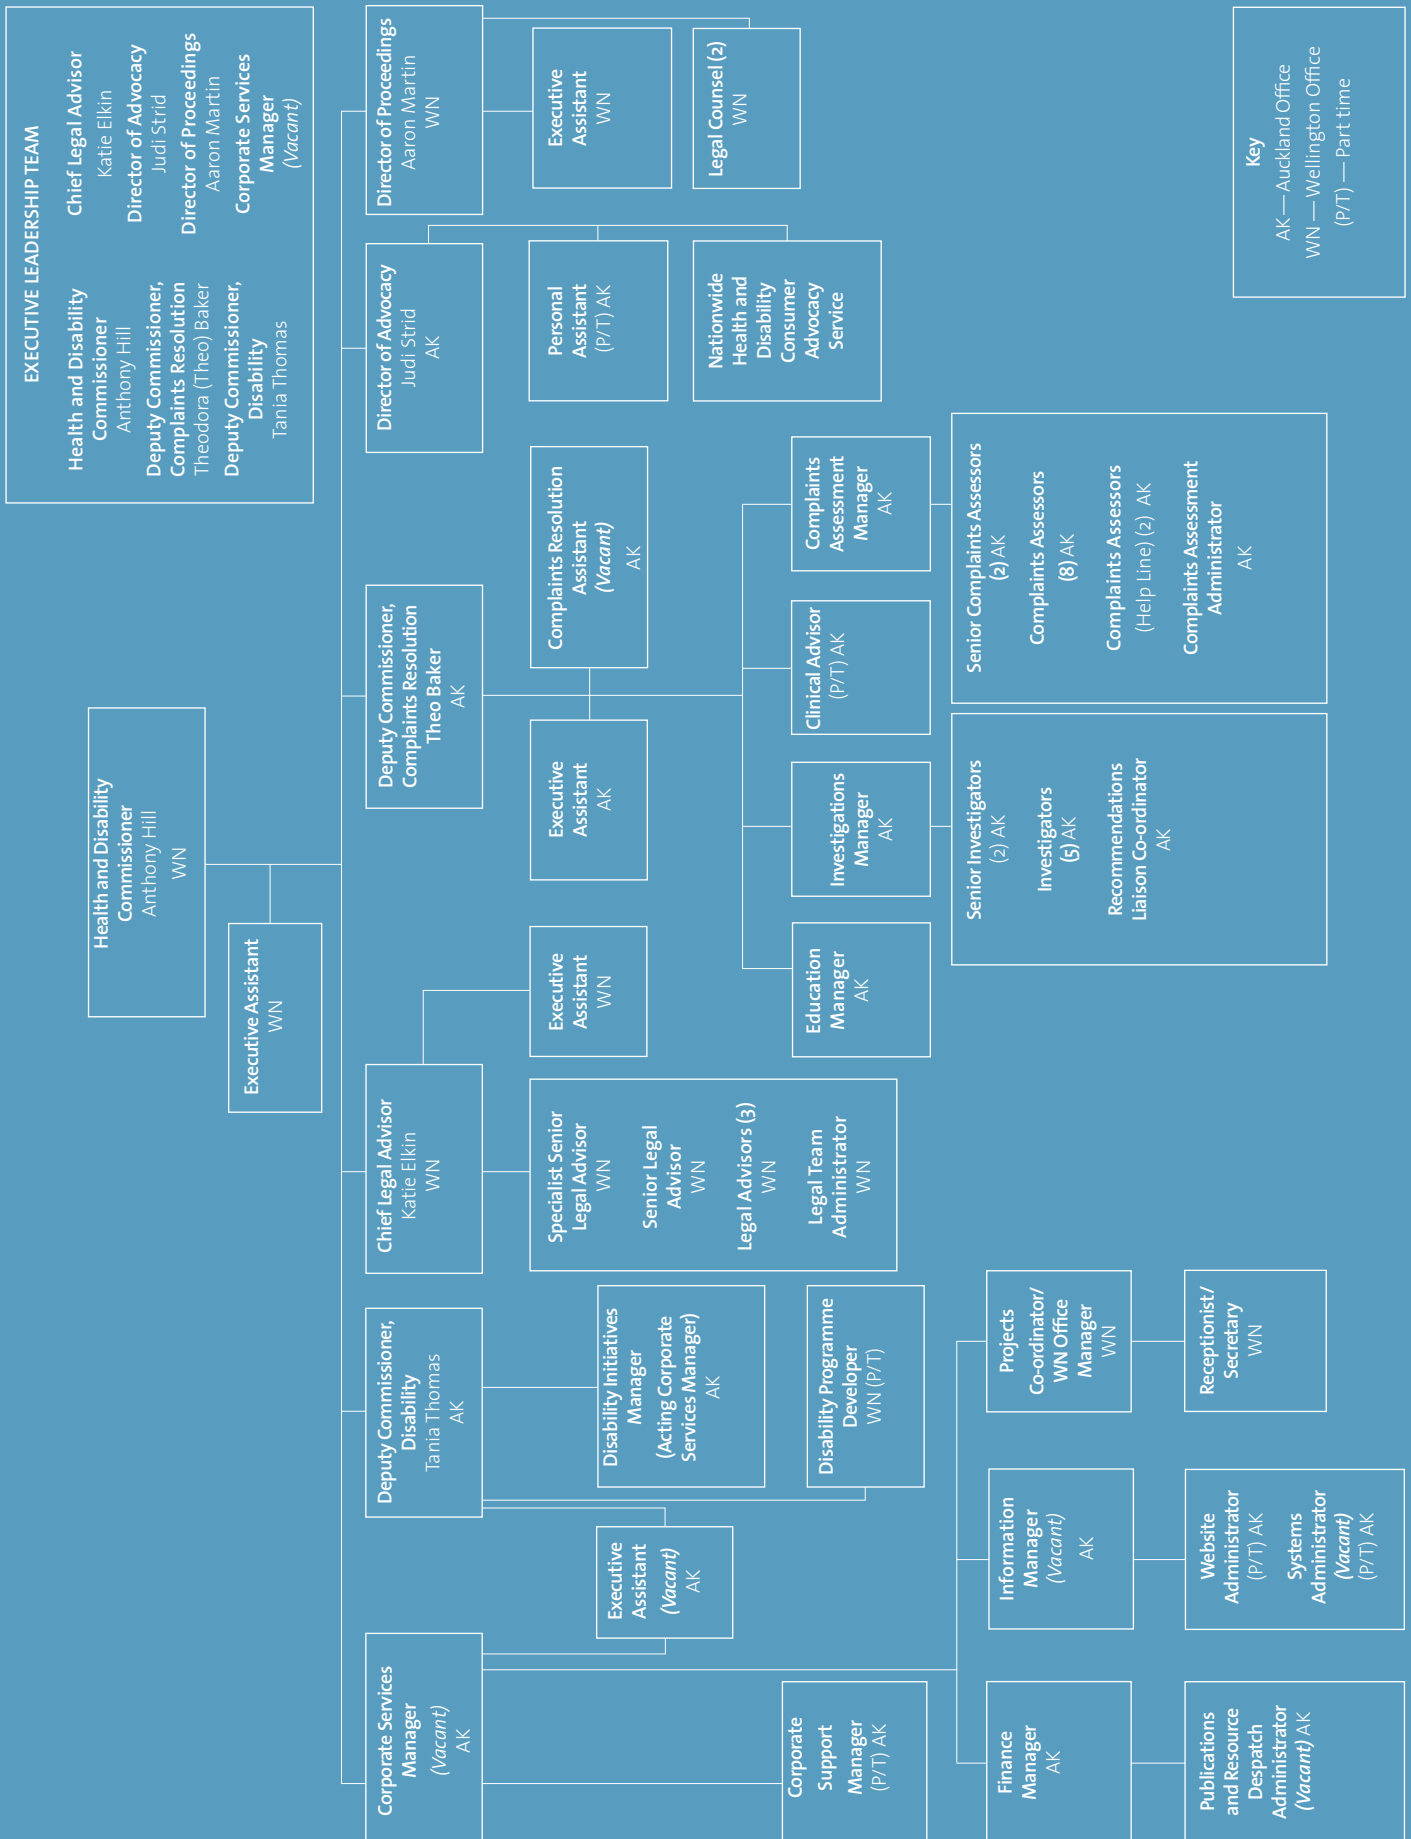 EXECUTIVE LEADERSHIP TEAM
Health and Disability
Commissioner
Anthony Hill
Deputy Commissioner,
Complaints Resolution
Theodora (Theo) Baker
Deputy Commissioner,
Disability
Tania Thomas
Chief Legal Advisor
Katie Elkin
Director of Advocacy
Judi Strid
Director of Proceedings
Aaron Martin
Corporate Services
Manager
(Vacant)
Health and Disability
Commissioner
Anthony Hill
WN
Executive Assistant
WN
Corporate Services
Manager
(Vacant)
AK
Deputy Commissioner,
Disability
Tania Thomas
AK
Chief Legal Advisor
Katie Elkin
WN
Deputy Commissioner,
Complaints Resolution
Theo Baker
AK
Director of Advocacy
Judi Strid
AK
Director of Proceedings
Aaron Martin
WN
Executive
Assistant
(Vacant)
AK
Disability Initiatives
Manager
(Acting Corporate
Services Manager)
AK
Disability Programme
Developer
WN (P/T)
Specialist Senior
Legal Advisor
WN
Senior Legal
Advisor
WN
Legal Advisors (3)
WN
Legal Team
Administrator
WN
Executive
Assistant
WN
Executive
Assistant
AK
Complaints Resolution
Assistant
(Vacant)
AK
Personal
Assistant
(P/T) AK
Nationwide
Health and
Disability
Consumer
Advocacy
Service
Executive
Assistant
WN
Legal Counsel (2)
WN
Corporate
Support
Manager
(P/T) AK
Education
Manager
AK
Investigations
Manager
AK
Clinical Advisor
(P/T) AK
Complaints
Assessment
Manager
AK
Senior Investigators
(2) AK
Investigators
(5) AK
Recommendations
Liaison Co-ordinator
AK
Senior Complaints Assessors
(2) AK
Complaints Assessors
(8) AK
Complaints Assessors
(Help Line) (2) AK
Complaints Assessment
Administrator
AK
Finance
Manager
AK
Information
Manager
(Vacant)
AK
Projects
Co-ordinator/
WN Office
Manager
WN
Publications
and Resource
Despatch
Administrator
(Vacant) AK
Website
Administrator
(P/T) AK
Systems
Administrator
(Vacant)
(P/T) AK
Receptionist/
Secretary
WN
Key
AK — Auckland Office
WN — Wellington Office
(P/T) — Part time